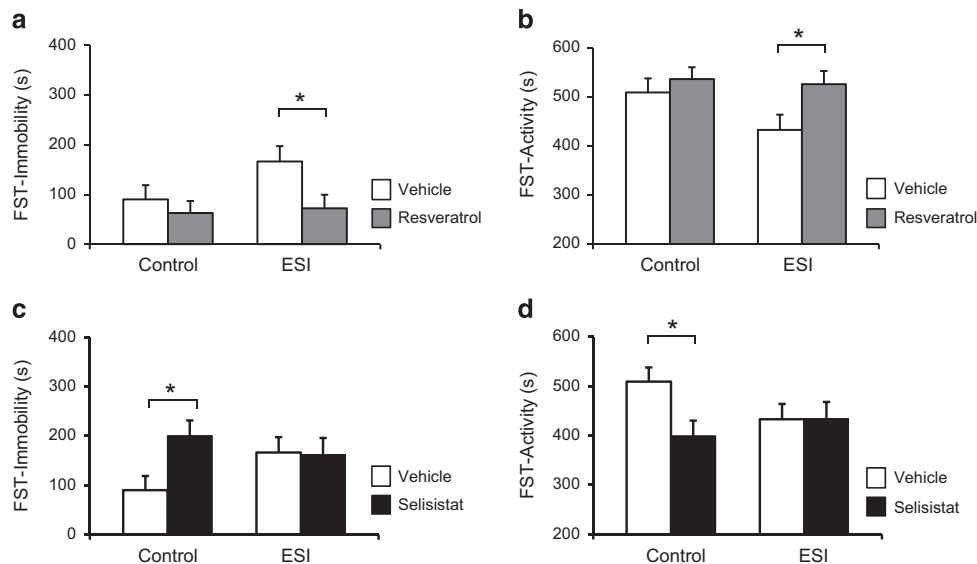 a
FST-Immobility (s)
400
300
200
100
0
*
Control
ESI
Vehicle
Resveratrol
b
FST-Activity (s)
600
500
400
300
200
*
Control
ESI
Vehicle
Resveratrol
c
FST-Immobility (s)
400
300
200
100
0
*
Control
ESI
Vehicle
Selisistat
d
FST-Activity (s)
600
500
400
300
200
*
Control
ESI
Vehicle
Selisistat